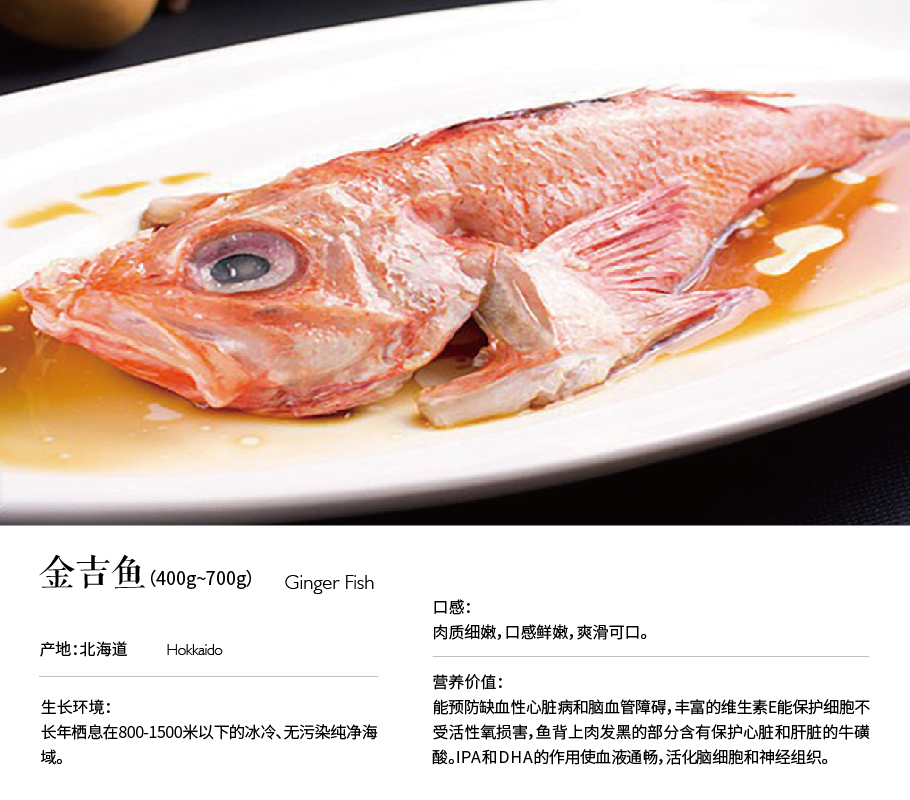 金吉鱼(400g~700g) Ginger Fish
产地：北海道 Hokkaido
生长环境：
长年栖息在800-1500米以下的冰冷、无污染纯净海
域。
口感：
肉质细嫩，口感鲜嫩，爽滑可口。
营养价值：
能预防缺血性心脏病和脑血管障碍，丰富的维生素E能保护细胞不
受活性氧损害，鱼背上肉发黑的部分含有保护心脏和肝脏的牛磺
酸。IPA和DHA的作用使血液通畅，活化脑细胞和神经组织。